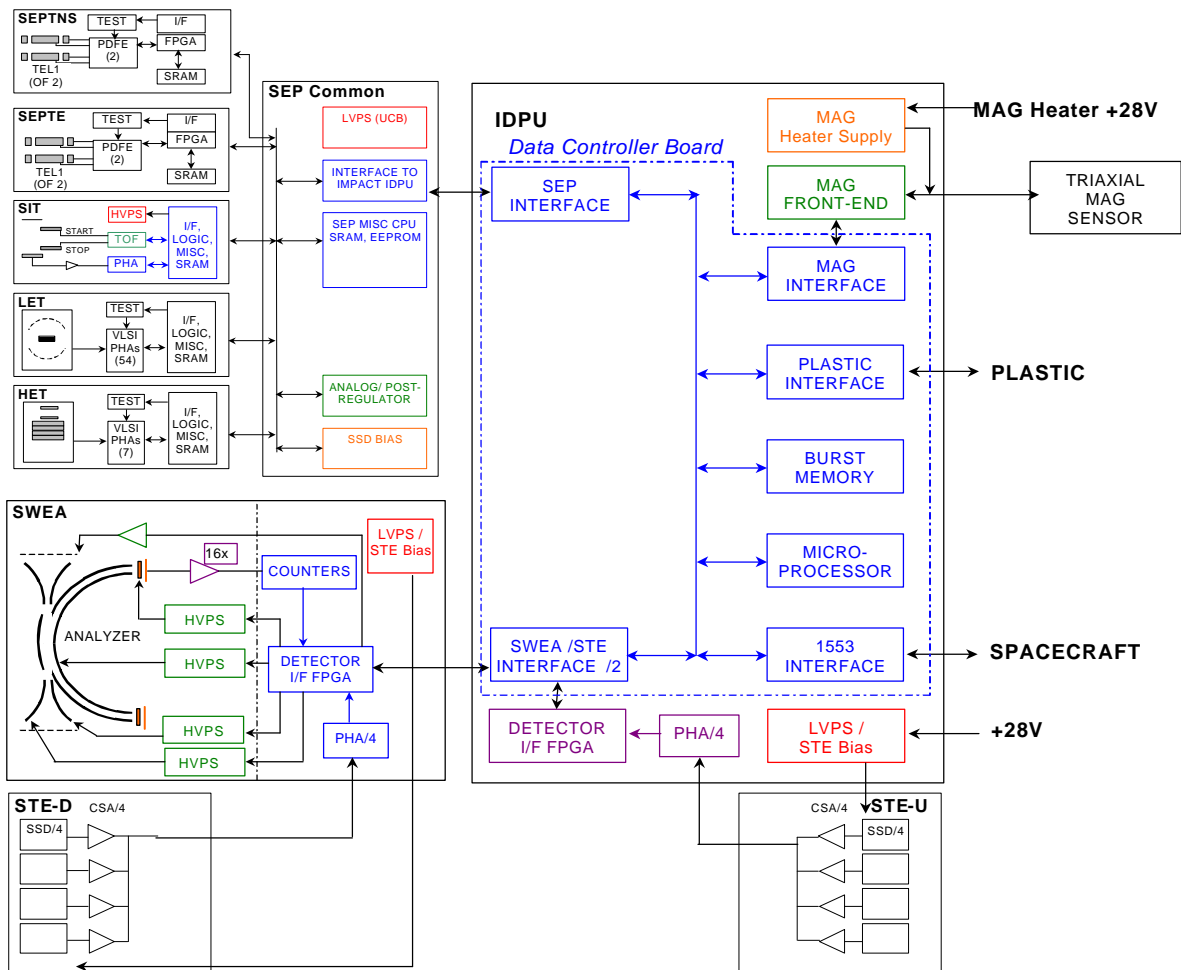 SEPTNS
TEST
I/F
PDFE
(2)
FPGA
SRAM
TEL1
(OF 2)
SEPTE
TEST
I/F
PDFE
(2)
FPGA
SRAM
TEL1
(OF 2)
SIT
HVPS
START
TOF
STOP
PHA
I/F,
LOGIC,
MISC,
SRAM
LET
TEST
VLSI
PHAs
(54)
I/F,
LOGIC,
MISC,
SRAM
HET
TEST
VLSI
PHAs
(7)
I/F,
LOGIC,
MISC,
SRAM
SEP Common
LVPS (UCB)
INTERFACE TO
IMPACT IDPU
SEP MISC CPU
SRAM, EEPROM
ANALOG/ POST-
REGULATOR
SSD BIAS
IDPU
Data Controller Board
MAG
Heater Supply
MAG Heater +28V
SEP
INTERFACE
MAG
FRONT-END
TRIAXIAL
MAG
SENSOR
MAG
INTERFACE
PLASTIC
INTERFACE
PLASTIC
BURST
MEMORY
MICRO-
PROCESSOR
SWEA /STE
INTERFACE /2
1553
INTERFACE
SPACECRAFT
DETECTOR
I/F FPGA
PHA/4
LVPS /
STE Bias
+28V
SWEA
16x
COUNTERS
LVPS /
STE Bias
ANALYZER
HVPS
HVPS
DETECTOR
I/F FPGA
HVPS
HVPS
PHA/4
STE-D
CSA/4
SSD/4
CSA/4
STE-U
SSD/4